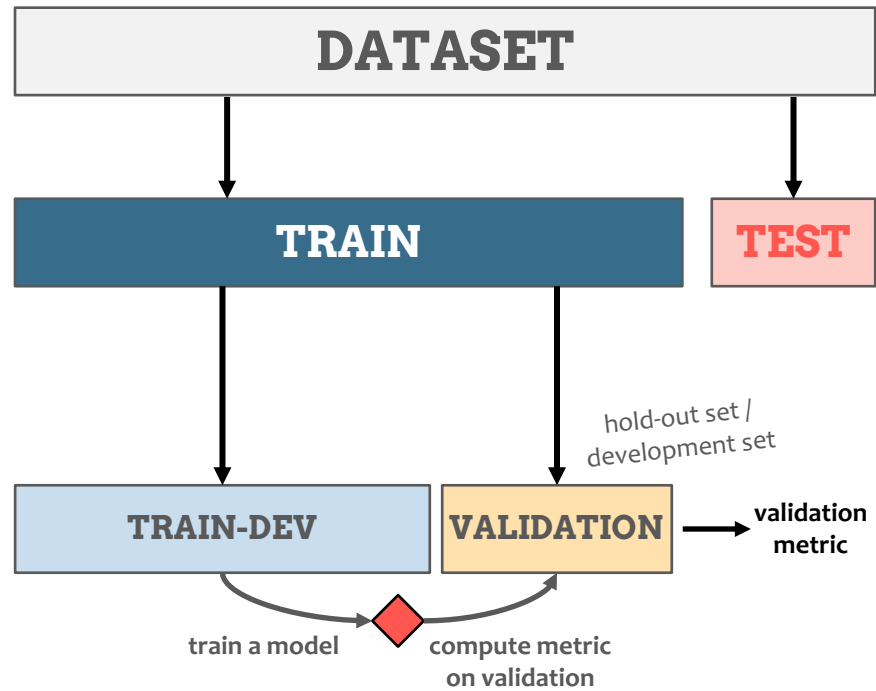 DATASET
TRAIN
TEST
hold-out set /
development set
TRAIN-DEV
VALIDATION
validation
metric
train a model
compute metric
on validation